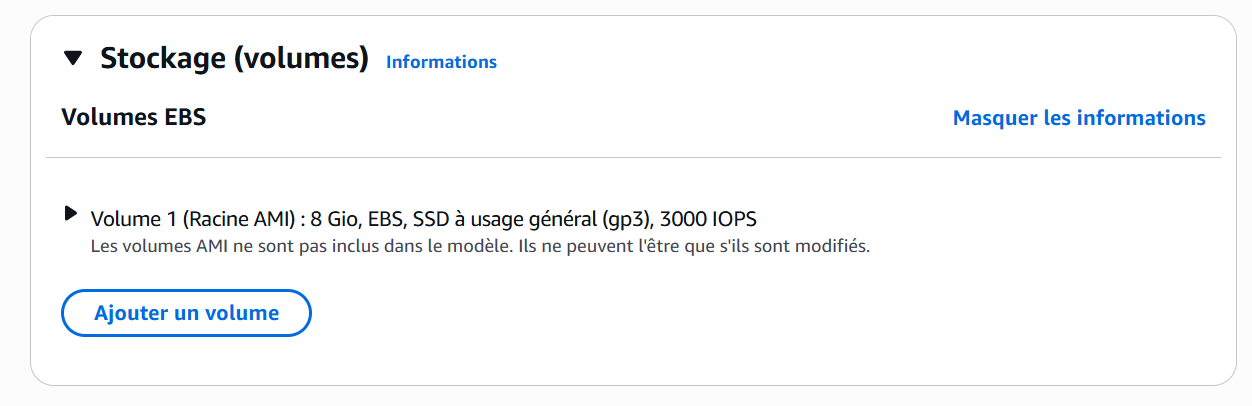 Stockage (volumes) Informations
Volumes EBS Masquer les informations
Volume 1 (Racine AMI) : 8 Gio, EBS, SSD à usage général (gp3), 3000 IOPS
Les volumes AMI ne sont pas inclus dans le modèle. Ils ne peuvent l'être que s'ils sont modifiés.
Ajouter un volume